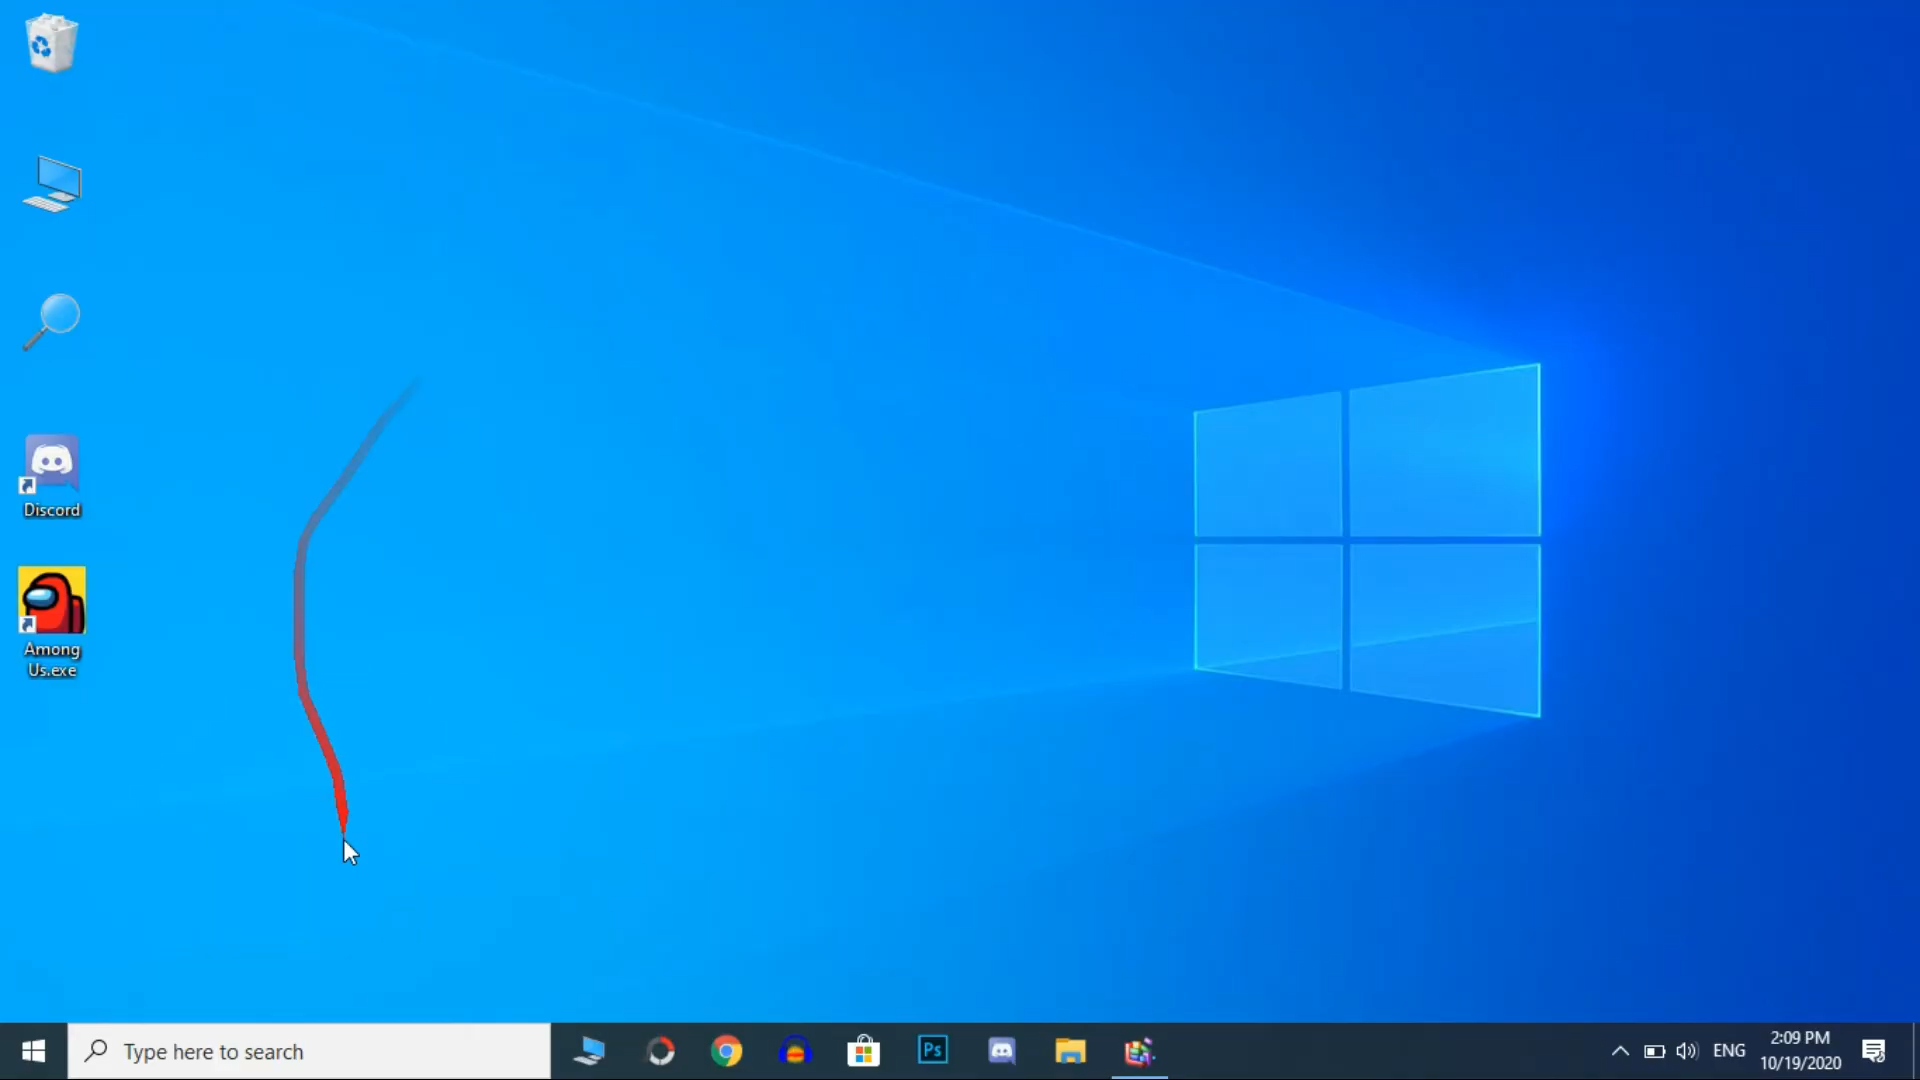 Discord
Among
Us.exe
Type here to search
Ps
ENG
2:09 PM
10/19/2020